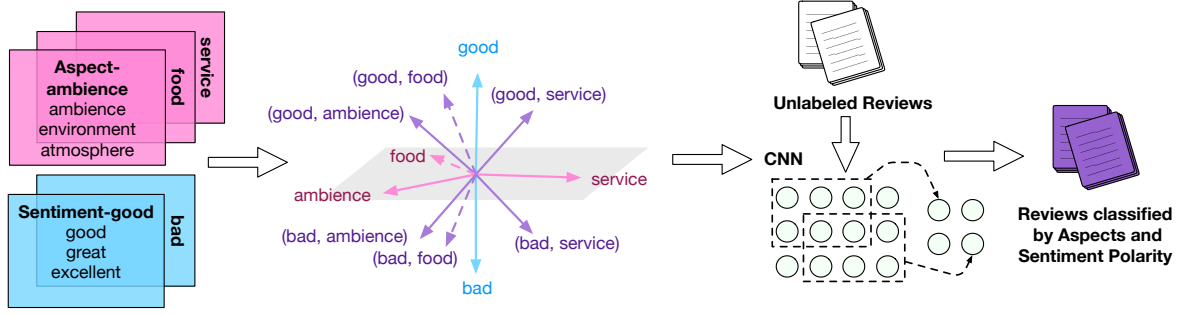 service
food
Aspect-
ambience
ambience
environment
atmosphere
bad
Sentiment-good
good
great
excellent
good
(good, food)
(good, service)
(good, ambience)
food
service
ambience
(bad, ambience)
(bad, service)
(bad, food)
bad
Unlabeled Reviews
CNN
Reviews classified
by Aspects and
Sentiment Polarity